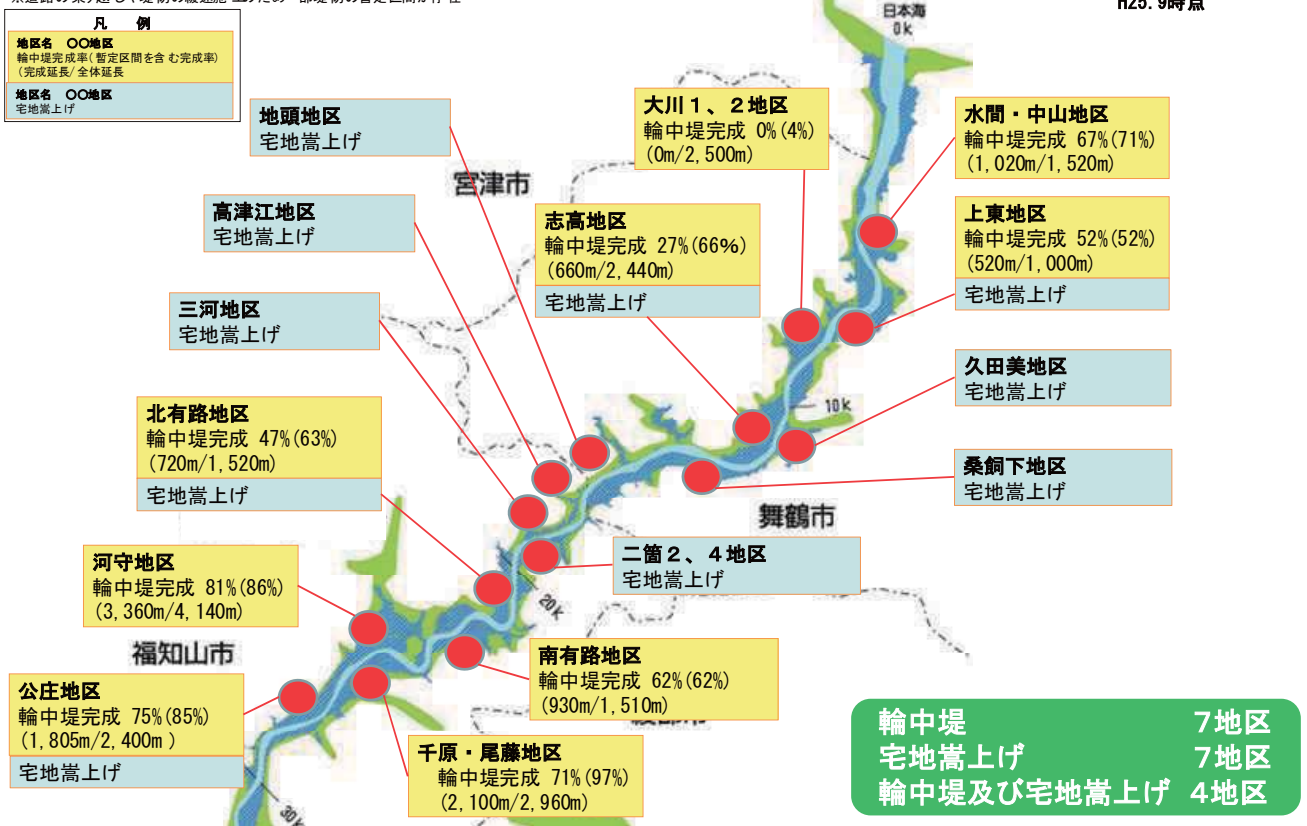 H25. 9時点
凡　例
地区名　〇〇地区
輪中堤完成率(暫定区間を含む完成率)
(完成延長/全体延長
地区名　〇〇地区
宅地嵩上げ
日本海
0k
地頭地区
宅地嵩上げ
大川１、２地区
輪中堤完成 0%(4%)
(0m/2,500m)
水間・中山地区
輪中堤完成 67%(71%)
(1,020m/1,520m)
宮津市
高津江地区
宅地嵩上げ
志高地区
輪中堤完成 27%(66%)
(660m/2,440m)
宅地嵩上げ
上東地区
輪中堤完成 52%(52%)
(520m/1,000m)
宅地嵩上げ
三河地区
宅地嵩上げ
久田美地区
宅地嵩上げ
10k
北有路地区
輪中堤完成 47%(63%)
(720m/1,520m)
宅地嵩上げ
桑飼下地区
宅地嵩上げ
舞鶴市
二箇２、４地区
宅地嵩上げ
河守地区
輪中堤完成 81%(86%)
(3,360m/4,140m)
20k
福知山市
南有路地区
輪中堤完成 62%(62%)
(930m/1,510m)
公庄地区
輪中堤完成 75%(85%)
(1,805m/2,400m )
宅地嵩上げ
千原・尾藤地区
輪中堤完成 71%(97%)
(2,100m/2,960m)
30k
輪中堤　7地区
宅地嵩上げ　7地区
輪中堤及び宅地嵩上げ 4地区